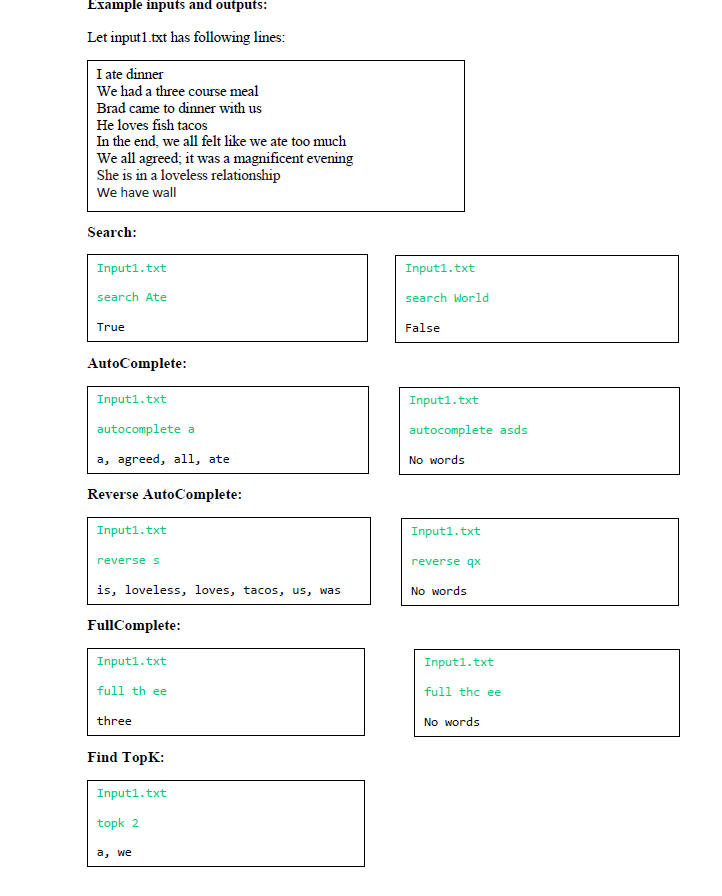 Example inputs and outputs:
Let input1.txt has following lines:
I ate dinner
We had a three course meal
Brad came to dinner with us
He loves fish tacos
In the end, we all felt like we ate too much
We all agreed; it was a magnificent evening
She is in a loveless relationship
We have wall
Search:
Input1.txt
search Ate
True
Input1.txt
search World
False
AutoComplete:
Input1.txt
autocomplete a
a, agreed, all, ate
Input1.txt
autocomplete asds
No words
Reverse AutoComplete:
Input1.txt
reverse s
is, loveless, loves, tacos, us, was
Input1.txt
reverse qx
No words
FullComplete:
Input1.txt
full th ee
three
Input1.txt
full thc ee
No words
Find TopK:
Input1.txt
topk 2
a, we